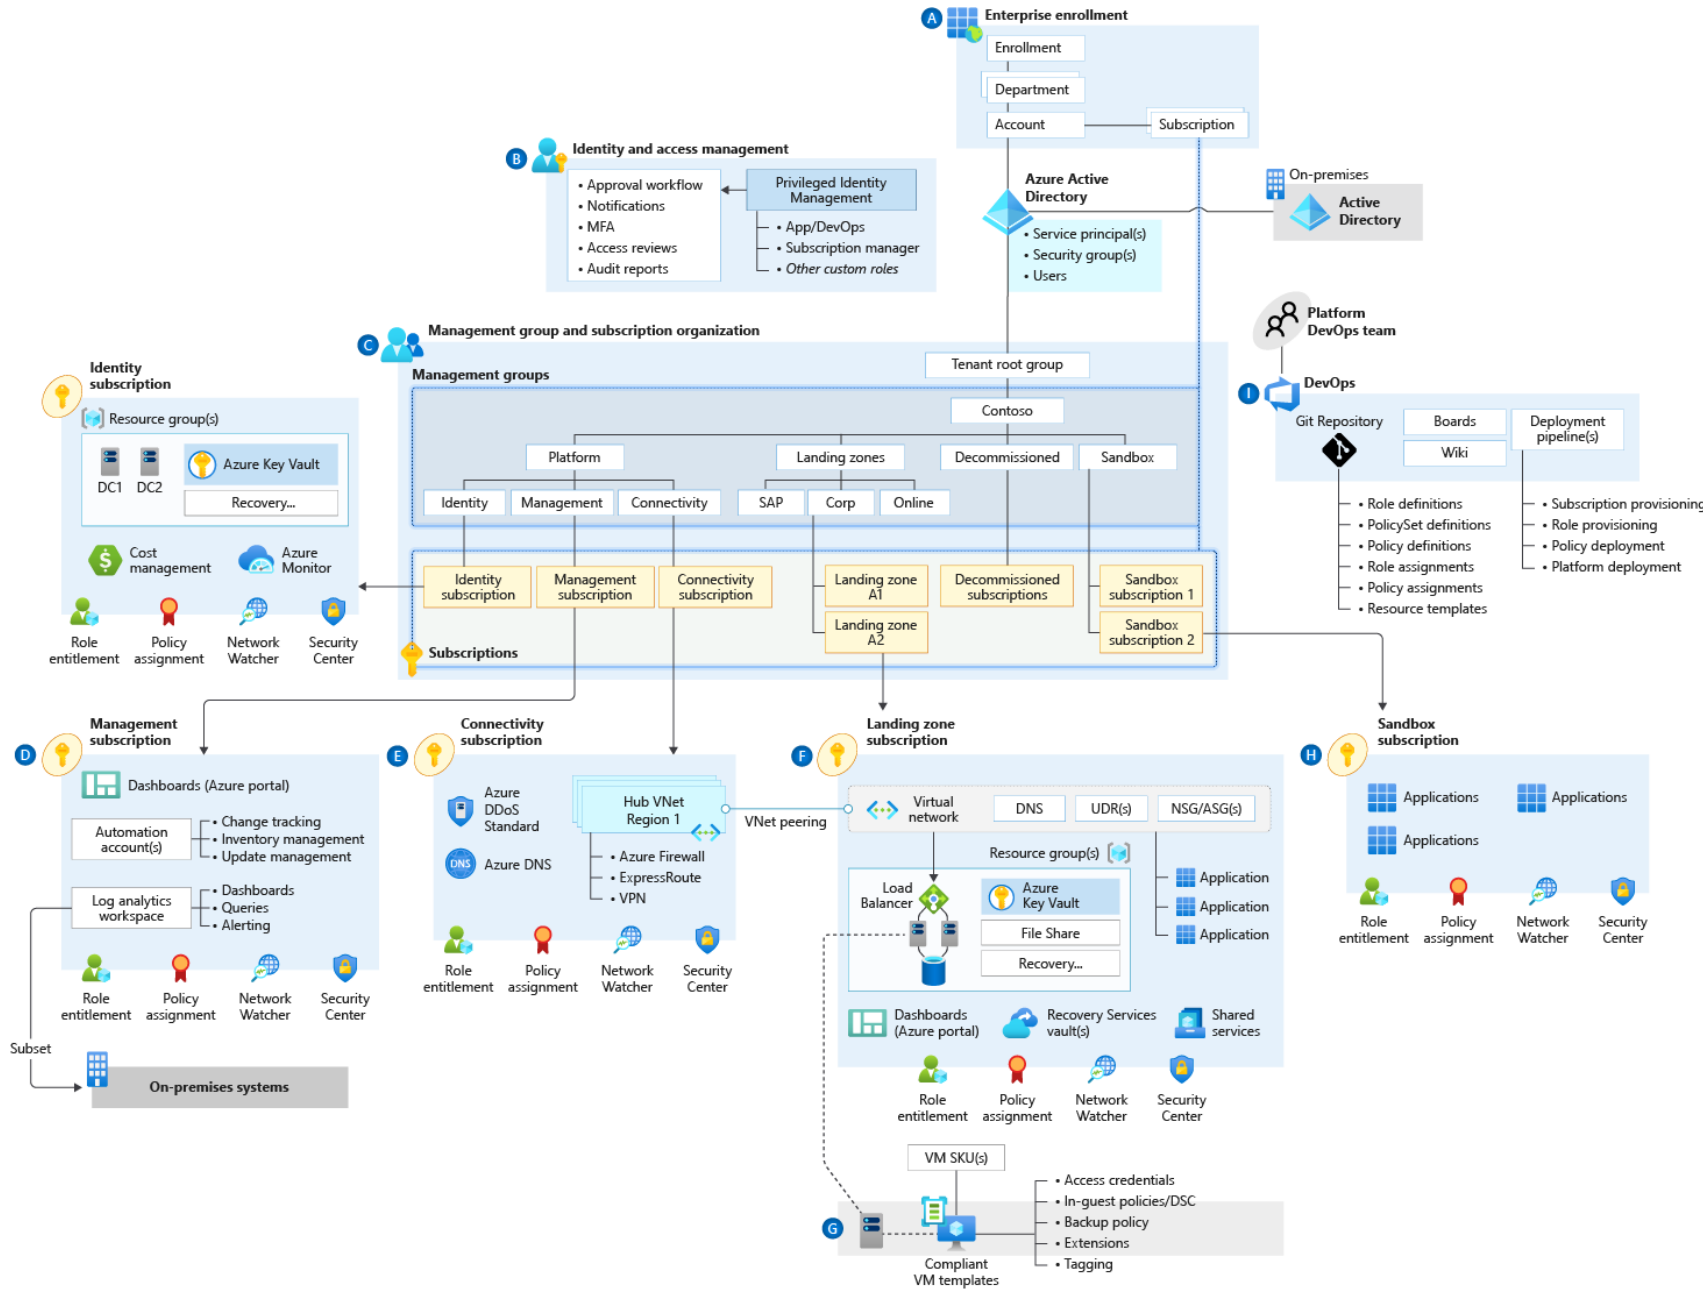 A
Enterprise enrollment
Enrollment
Department
Account
Subscription
B
Identity and access management
• Approval workflow
• Notifications
• MFA
• Access reviews
• Audit reports
Privileged Identity
Management
• App/DevOps
• Subscription manager
• Other custom roles
Azure Active
Directory
• Service principal(s)
• Security group(s)
• Users
On-premises
Active
Directory
C
Management group and subscription organization
Management groups
Tenant root group
Contoso
Platform
Landing zones
Decommissioned
Sandbox
Identity
Management
Connectivity
SAP
Corp
Online
Identity
subscription
Management
subscription
Connectivity
subscription
Landing zone
A1
Landing zone
A2
Decommissioned
subscriptions
Sandbox
subscription 1
Sandbox
subscription 2
Subscriptions
Identity
subscription
Resource group(s)
DC1
DC2
Azure Key Vault
Recovery...
Cost
management
Azure
Monitor
Role
entitlement
Policy
assignment
Network
Watcher
Security
Center
Platform
DevOps team
I
DevOps
Git Repository
Boards
Wiki
Deployment
pipeline(s)
• Role definitions
• PolicySet definitions
• Policy definitions
• Role assignments
• Policy assignments
• Resource templates
• Subscription provisioning
• Role provisioning
• Policy deployment
• Platform deployment
D
Management
subscription
Dashboards (Azure portal)
Automation
account(s)
• Change tracking
• Inventory management
• Update management
Log analytics
workspace
• Dashboards
• Queries
• Alerting
Role
entitlement
Policy
assignment
Network
Watcher
Security
Center
Subset
On-premises systems
E
Connectivity
subscription
Azure
DDoS
Standard
DNS
Azure DNS
Hub VNet
Region 1
• Azure Firewall
• ExpressRoute
• VPN
VNet peering
Role
entitlement
Policy
assignment
Network
Watcher
Security
Center
F
Landing zone
subscription
Virtual
network
DNS
UDR(s)
NSG/ASG(s)
Resource group(s)
Load
Balancer
Azure
Key Vault
File Share
Recovery...
Application
Application
Application
Dashboards
(Azure portal)
Recovery Services
vault(s)
Shared
services
Role
entitlement
Policy
assignment
Network
Watcher
Security
Center
H
Sandbox
subscription
Applications
Applications
Applications
Role
entitlement
Policy
assignment
Network
Watcher
Security
Center
G
VM SKU(s)
Compliant
VM templates
• Access credentials
• In-guest policies/DSC
• Backup policy
• Extensions
• Tagging